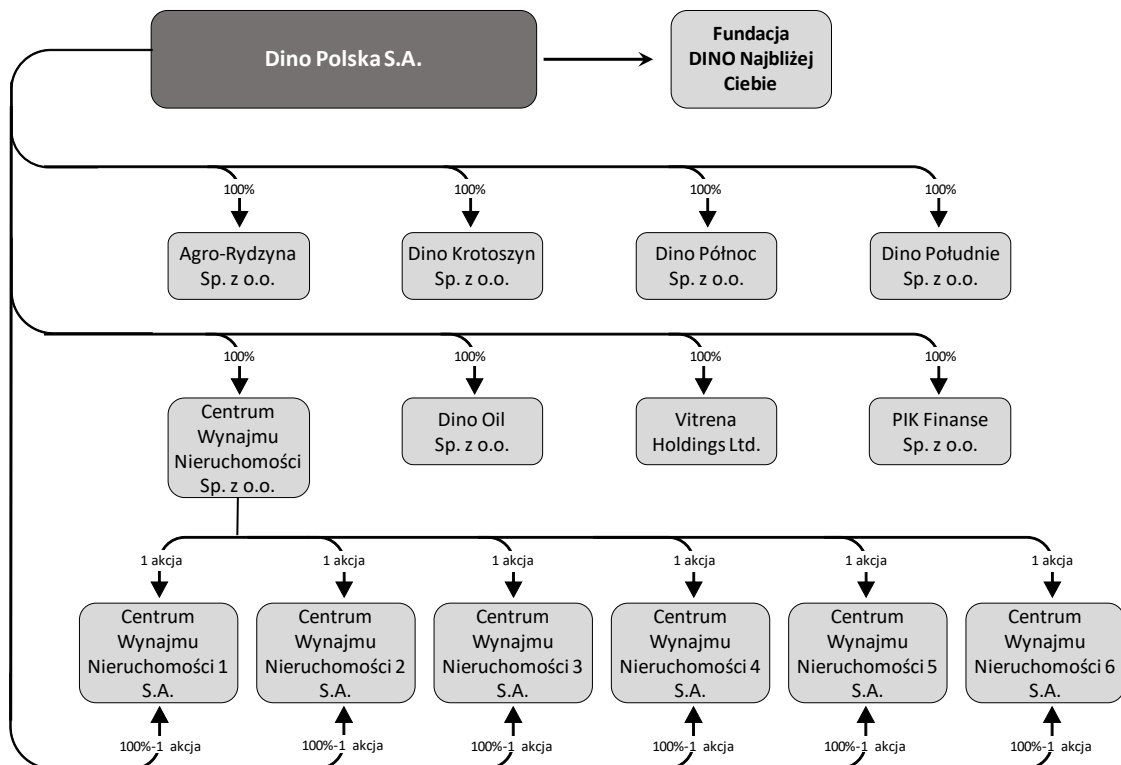 Dino Polska S.A.
Fundacja
DINO Najbliżej
Ciebie
100%
100%
100%
100%
Agro-Rydzyna
Sp. z o.o.
Dino Krotoszyn
Sp. z o.o.
Dino Północ
Sp. z o.o.
Dino Południe
Sp. z o.o.
100%
100%
100%
100%
Centrum
Wynajmu
Nieruchomości
Sp. z o.o.
Dino Oil
Sp. z o.o.
Vitrena
Holdings Ltd.
PIK Finanse
Sp. z o.o.
1 akcja
1 akcja
1 akcja
1 akcja
1 akcja
1 akcja
Centrum
Wynajmu
Nieruchomości 1
S.A.
Centrum
Wynajmu
Nieruchomości 2
S.A.
Centrum
Wynajmu
Nieruchomości 3
S.A.
Centrum
Wynajmu
Nieruchomości 4
S.A.
Centrum
Wynajmu
Nieruchomości 5
S.A.
Centrum
Wynajmu
Nieruchomości 6
S.A.
100%-1 akcja
100%-1 akcja
100%-1 akcja
100%-1 akcja
100%-1 akcja
100%-1 akcja